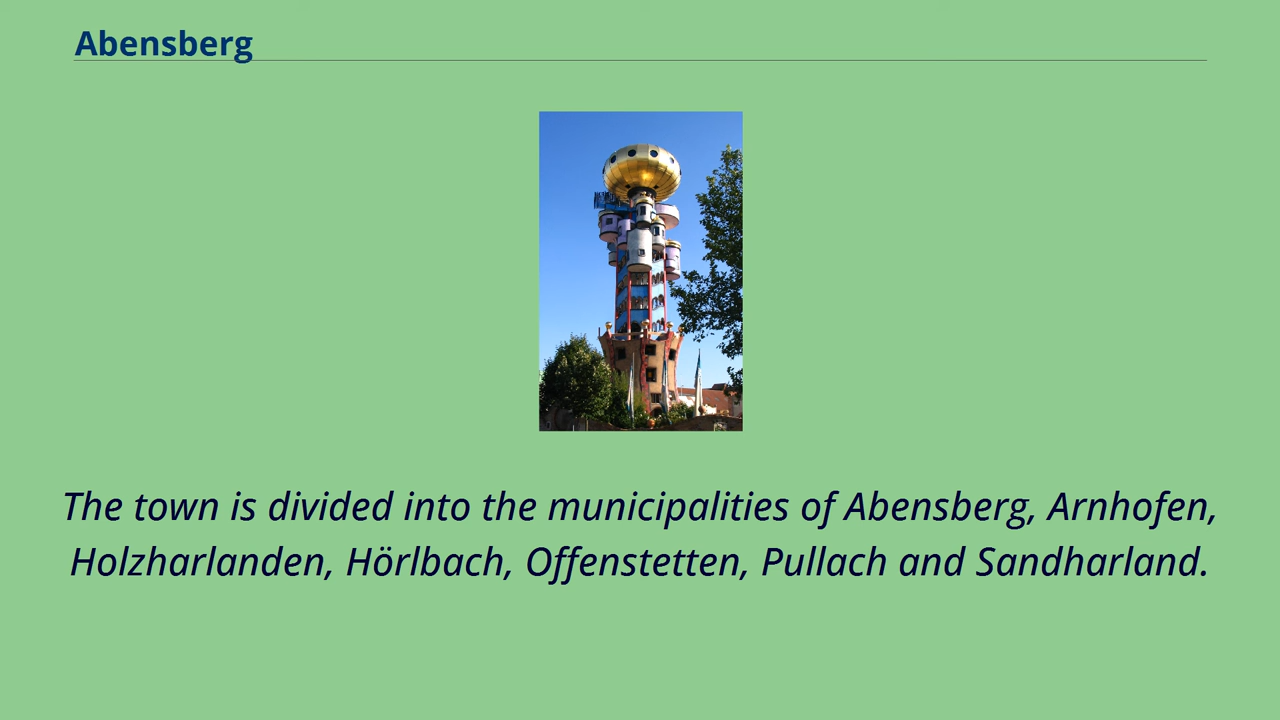 Abensberg
The town is divided into the municipalities of Abensberg, Arnhofen,
Holzharlanden, Hörlbach, Offenstetten, Pullach and Sandharland.